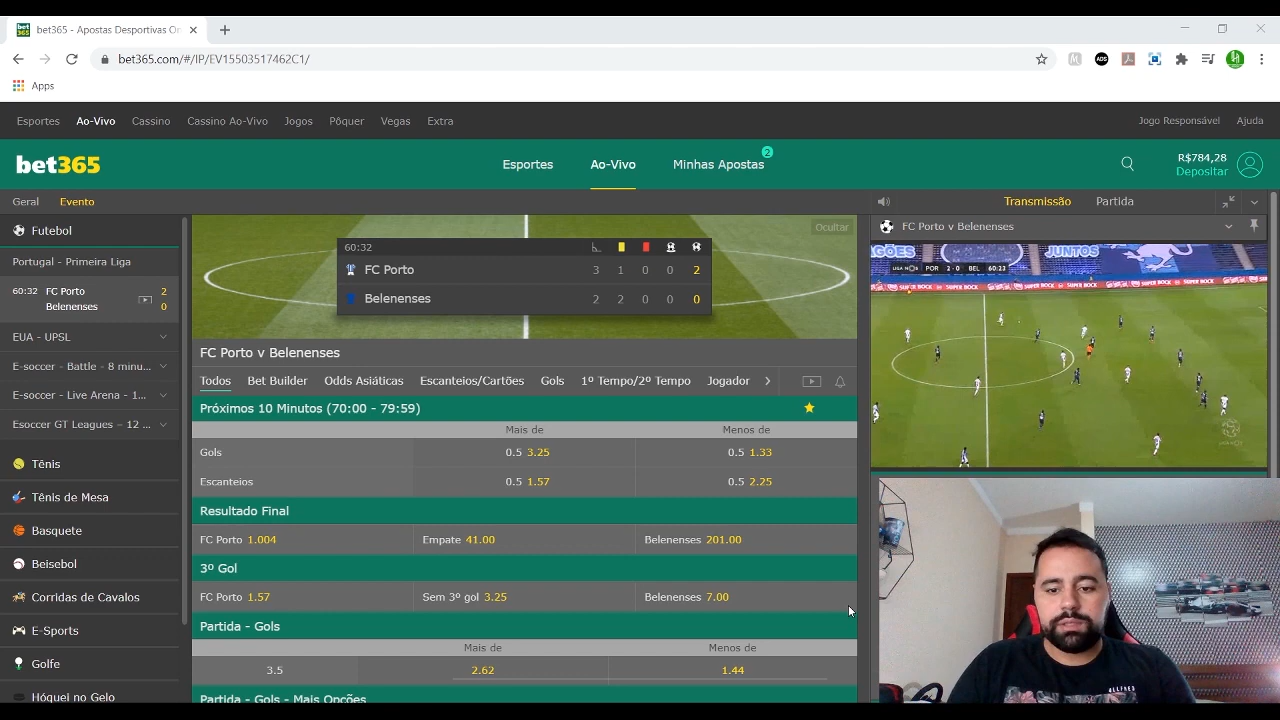 bet365 - Apostas Desportivas On
bet365.com/#/IP/EV15503517462C1/
ADS
Apps
Esportes Ao-Vivo Cassino Cassino Ao-Vivo Jogos Pôquer Vegas Extra Jogo Responsável Ajuda
bet365 Esportes Ao-Vivo Minhas Apostas 2 R$784,28
Depositar
Geral Evento
Futebol
Portugal - Primeira Liga
60:32 FC Porto 2
Belenenses 0
EUA - UPSL
E-soccer - Battle - 8 minu...
E-soccer - Live Arena - 1...
Esoccer GT Leagues – 12 ...
Tênis
Tênis de Mesa
Basquete
Beisebol
Corridas de Cavalos
E-Sports
Golfe
Hóquei no Gelo
Ocultar
60:32
FC Porto 3 1 0 0 2
Belenenses 2 2 0 0 0
FC Porto v Belenenses
Todos Bet Builder Odds Asiáticas Escanteios/Cartões Gols 1º Tempo/2º Tempo Jogador
Próximos 10 Minutos (70:00 - 79:59)
Mais de Menos de
Gols 0.5 3.25 0.5 1.33
Escanteios 0.5 1.57 0.5 2.25
Resultado Final
FC Porto 1.004 Empate 41.00 Belenenses 201.00
3º Gol
FC Porto 1.57 Sem 3º gol 3.25 Belenenses 7.00
Partida - Gols
Mais de Menos de
3.5 2.62 1.44
Partida - Gols - Mais Opções
Transmissão Partida
FC Porto v Belenenses
JUNTOS
POR 2-0 BEL 60:23
SUPER BOCK SUPER BOCK